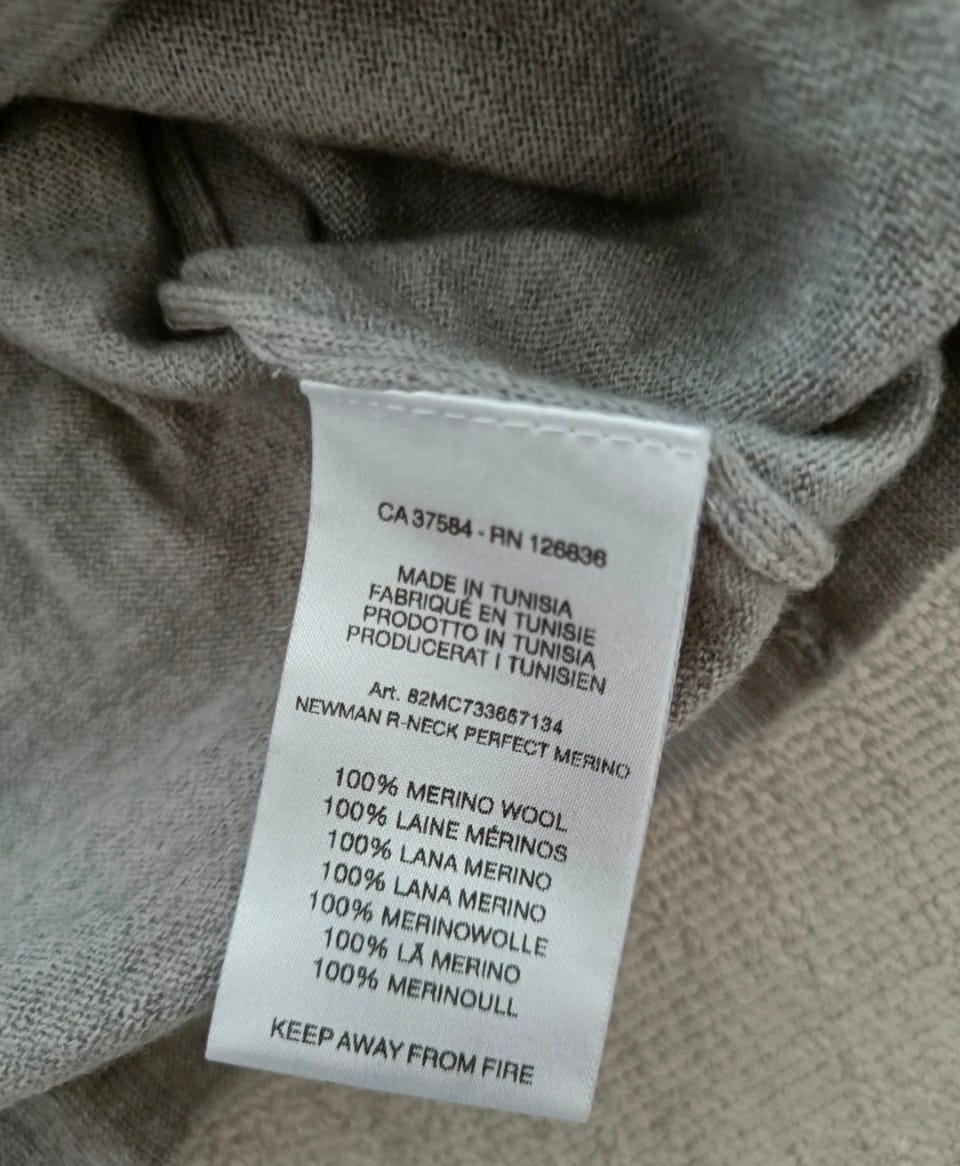 CA 37584 - RN 126836
MADE IN TUNISIA
FABRIQUÉ EN TUNISIE
PRODOTTO IN TUNISIA
PRODUCERAT I TUNISIEN
Art. 82MC733667134
NEWMAN R-NECK PERFECT MERINO
100% MERINO WOOL
100% LAINE MÉRINOS
100% LANA MERINO
100% LANA MERINO
100% MERINOWOLLE
100% LÃ MERINO
100% MERINOULL
KEEP AWAY FROM FIRE